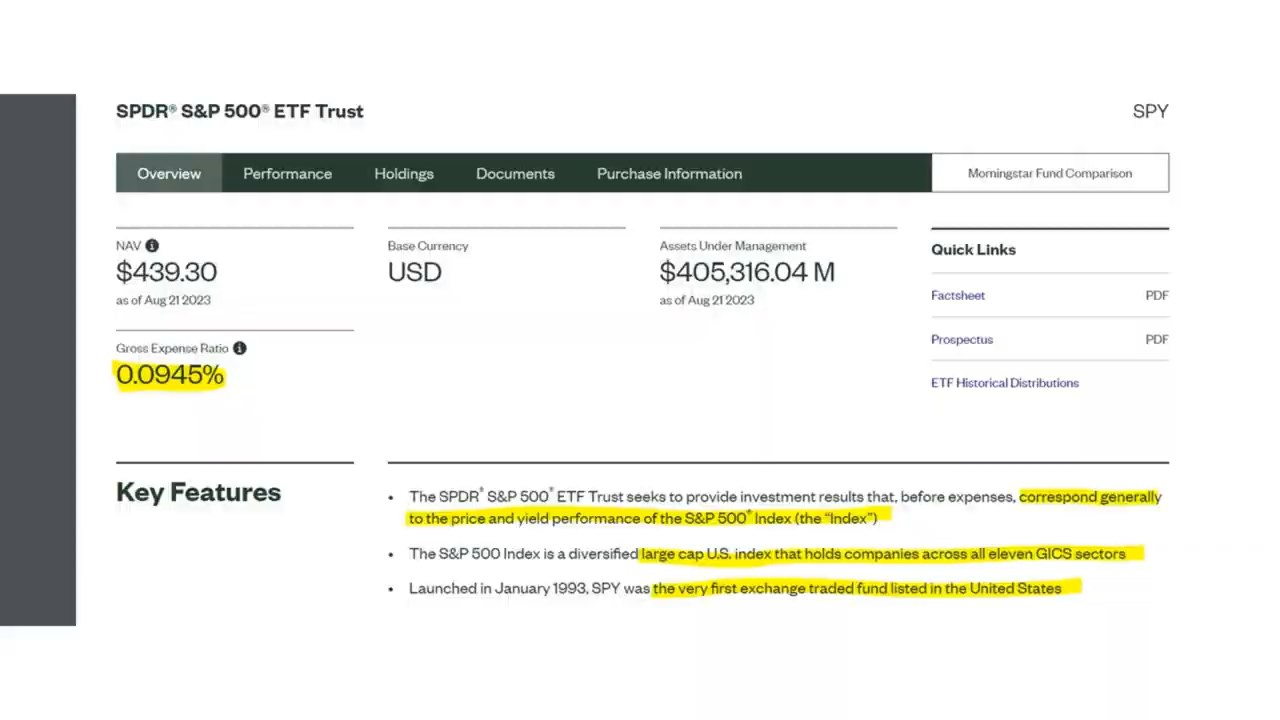 SPDR® S&P 500® ETF Trust
SPY
Overview Performance Holdings Documents Purchase Information Morningstar Fund Comparison
NAV
$439.30
as of Aug 21 2023
Base Currency
USD
Assets Under Management
$405,316.04 M
as of Aug 21 2023
Quick Links
Factsheet PDF
Prospectus PDF
ETF Historical Distributions
Gross Expense Ratio
0.0945%
Key Features
• The SPDR® S&P 500® ETF Trust seeks to provide investment results that, before expenses, correspond generally
to the price and yield performance of the S&P 500® Index (the “Index”)
• The S&P 500 Index is a diversified large cap U.S. index that holds companies across all eleven GICS sectors
• Launched in January 1993, SPY was the very first exchange traded fund listed in the United States